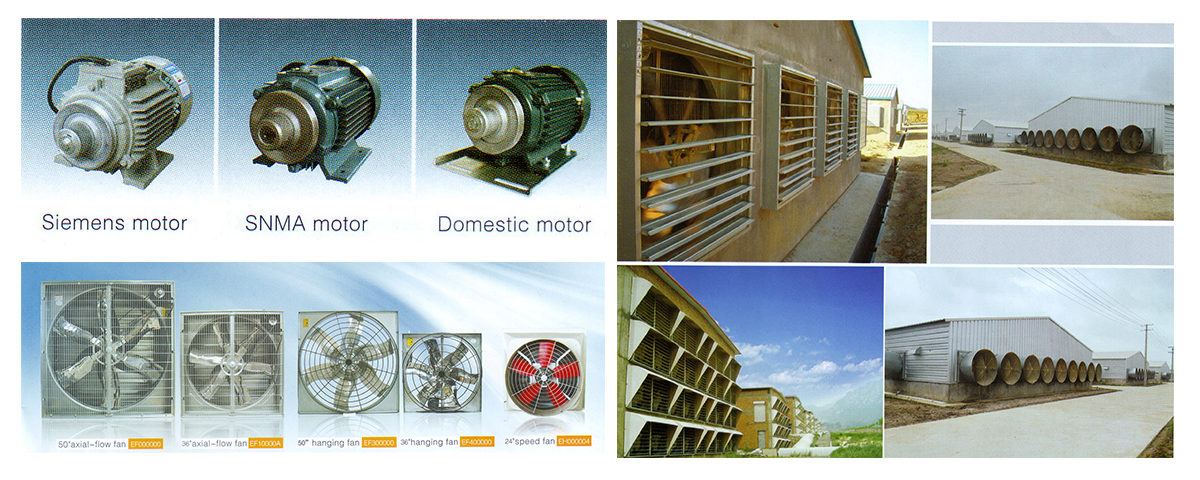 Siemens motor
SNMA motor
Domestic motor
50"axial-flow fan EF000000
36"axial-flow fan EF10000A
50" hanging fan EF300000
36"hanging fan EF400000
24"speed fan EH000004